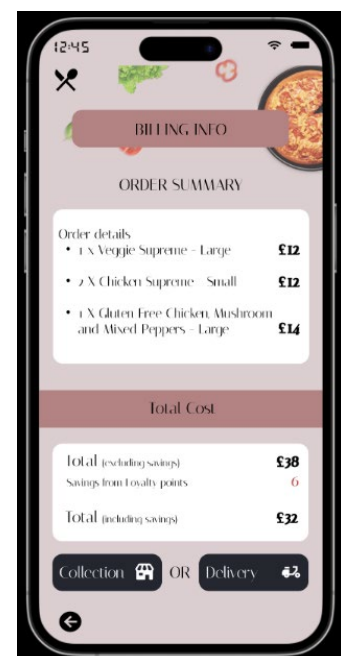 12:45
BILLING INFO
ORDER SUMMARY
Order details
• 1 X Veggie Supreme - Large £12
• 2 X Chicken Supreme - Small £12
• 1 X Gluten Free Chicken, Mushroom
and Mixed Peppers - Large £14
Total Cost
Total (excluding savings) £38
Savings from Loyalty points 6
Total (including savings) £32
Collection OR Delivery